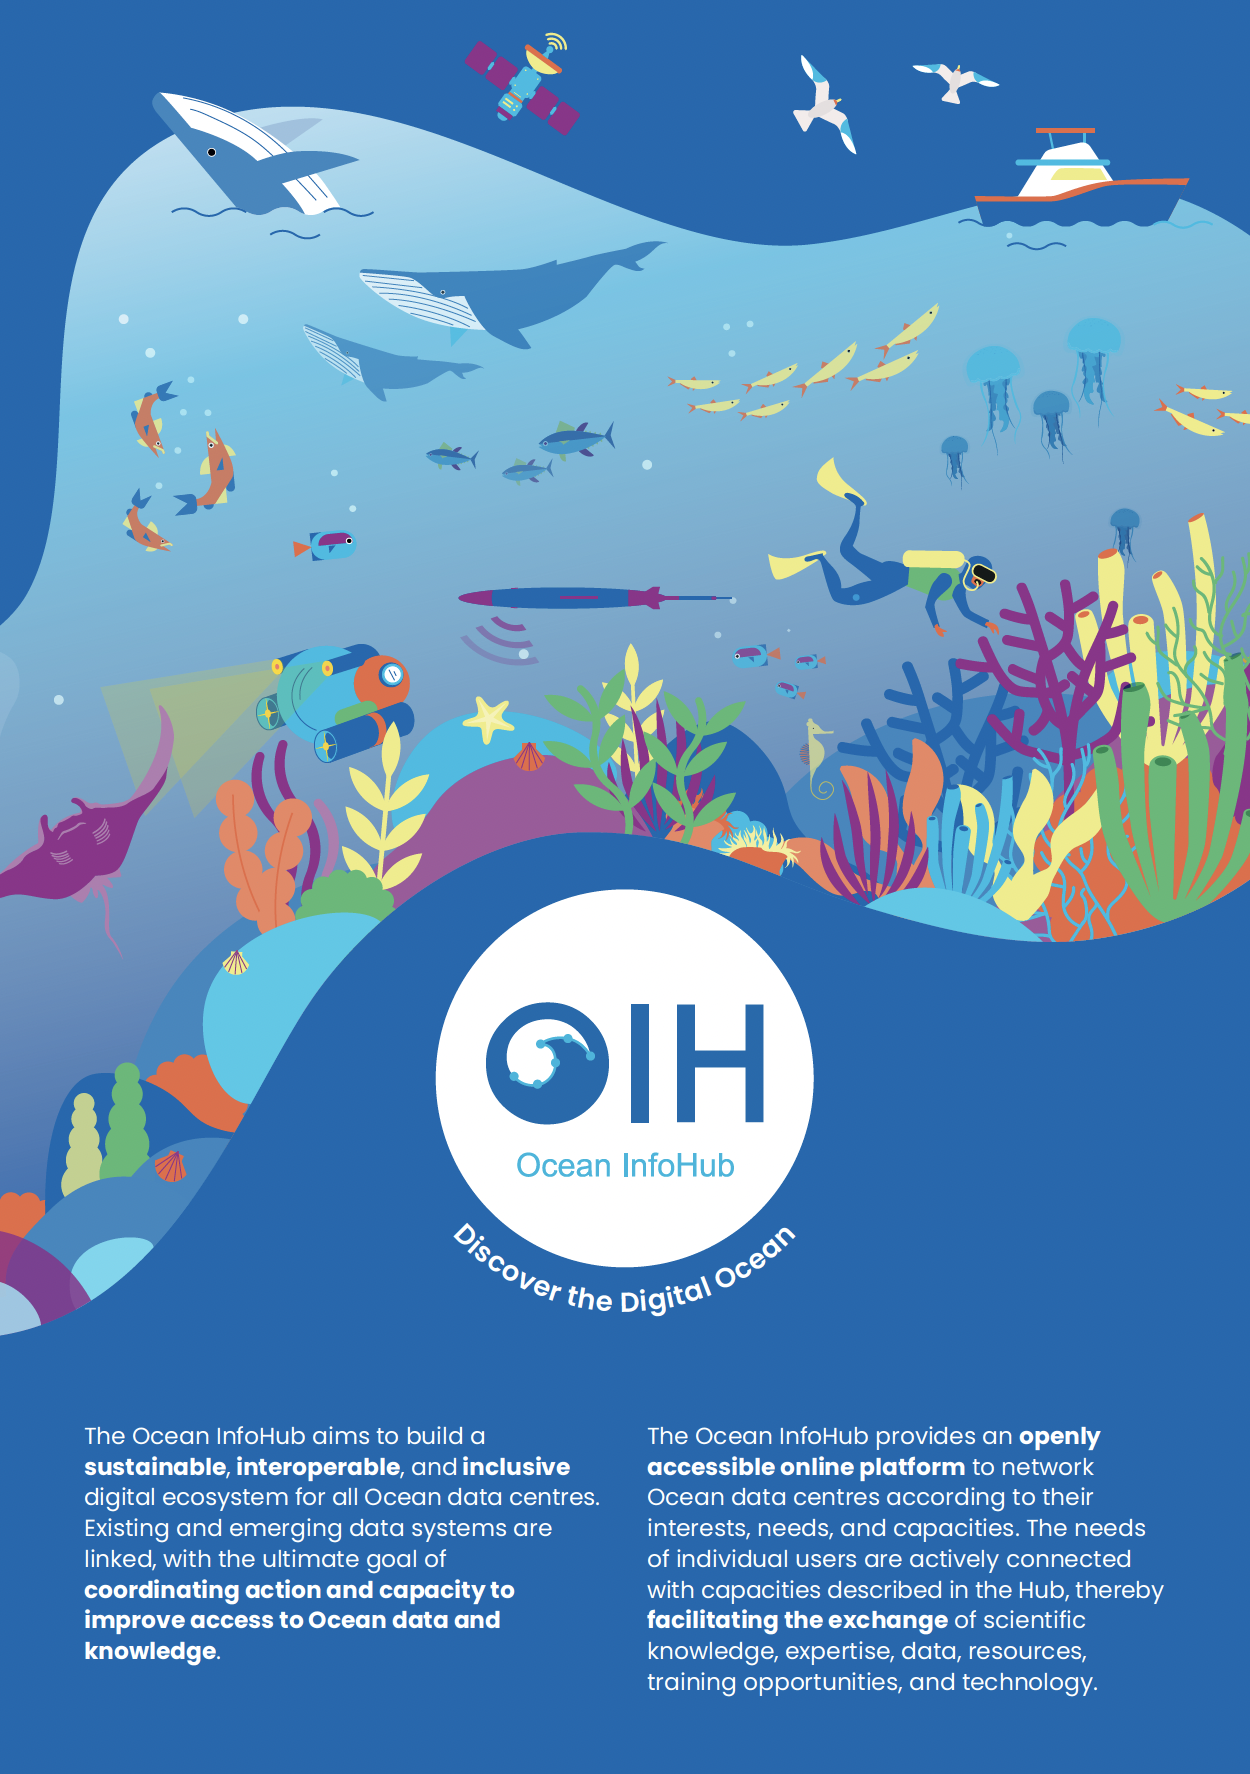 OIH
Ocean InfoHub
Discover the Digital Ocean
The Ocean InfoHub aims to build a
sustainable, interoperable, and inclusive
digital ecosystem for all Ocean data centres.
Existing and emerging data systems are
linked, with the ultimate goal of
coordinating action and capacity to
improve access to Ocean data and
knowledge.
The Ocean InfoHub provides an openly
accessible online platform to network
Ocean data centres according to their
interests, needs, and capacities. The needs
of individual users are actively connected
with capacities described in the Hub, thereby
facilitating the exchange of scientific
knowledge, expertise, data, resources,
training opportunities, and technology.